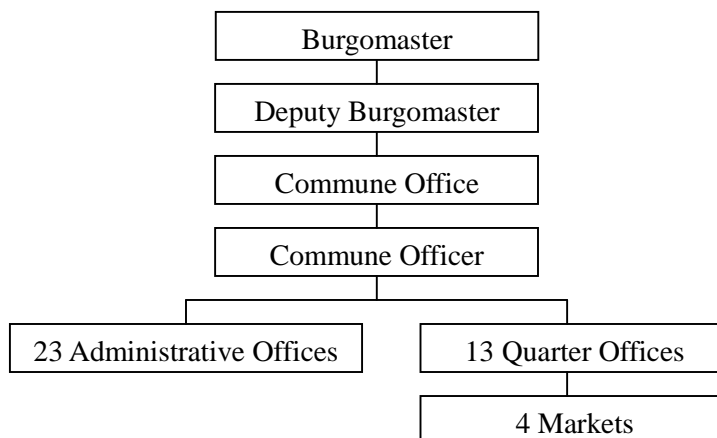 Burgomaster
Deputy Burgomaster
Commune Office
Commune Officer
23 Administrative Offices
13 Quarter Offices
4 Markets